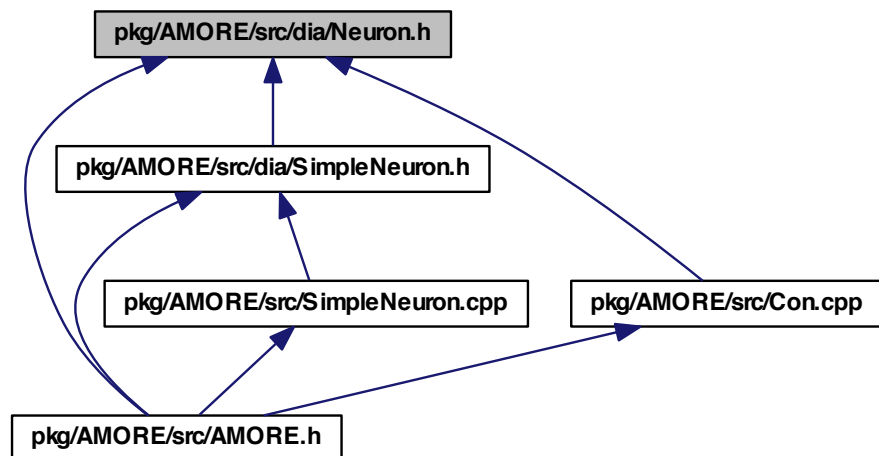 pkg/AMORE/src/dia/Neuron.h
pkg/AMORE/src/dia/SimpleNeuron.h
pkg/AMORE/src/SimpleNeuron.cpp
pkg/AMORE/src/Con.cpp
pkg/AMORE/src/AMORE.h